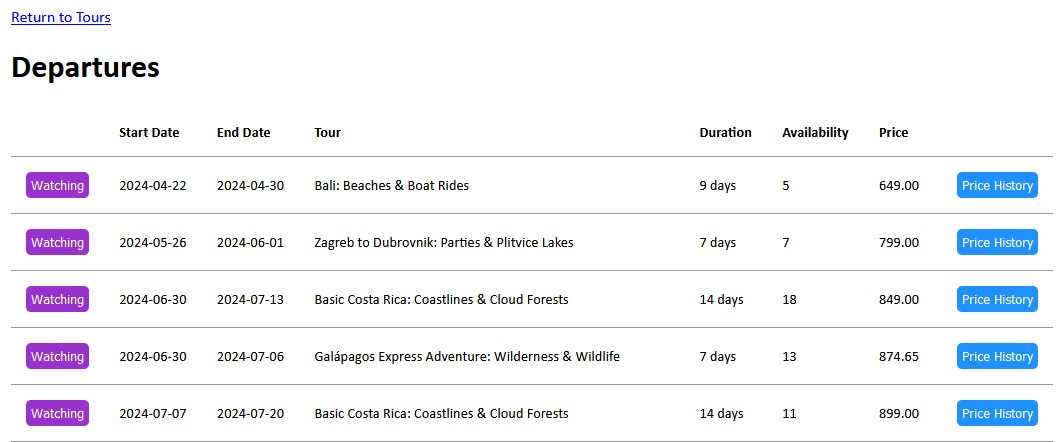 Return to Tours
Departures
Start Date End Date Tour Duration Availability Price
Watching 2024-04-22 2024-04-30 Bali: Beaches & Boat Rides 9 days 5 649.00 Price History
Watching 2024-05-26 2024-06-01 Zagreb to Dubrovnik: Parties & Plitvice Lakes 7 days 7 799.00 Price History
Watching 2024-06-30 2024-07-13 Basic Costa Rica: Coastlines & Cloud Forests 14 days 18 849.00 Price History
Watching 2024-06-30 2024-07-06 Galápagos Express Adventure: Wilderness & Wildlife 7 days 13 874.65 Price History
Watching 2024-07-07 2024-07-20 Basic Costa Rica: Coastlines & Cloud Forests 14 days 11 899.00 Price History